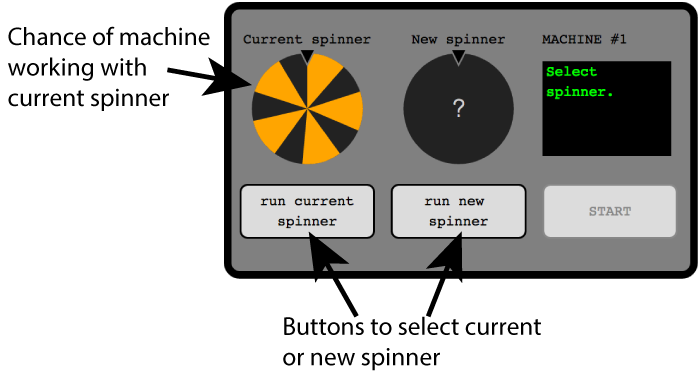 Chance of machine
working with
current spinner
Current spinner
New spinner
MACHINE #1
?
Select
spinner.
run current
spinner
run new
spinner
START
Buttons to select current
or new spinner